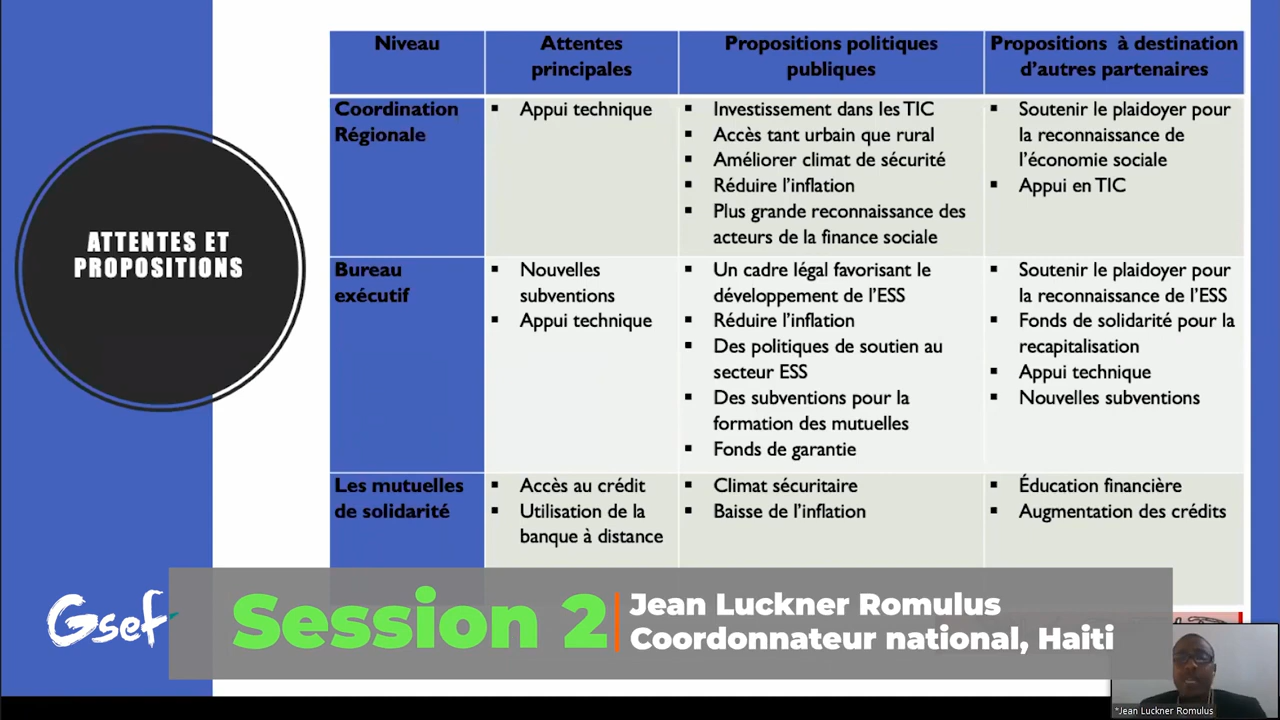 ATTENTES ET
PROPOSITIONS
Niveau
Attentes
principales
Propositions politiques
publiques
Propositions à destination
d’autres partenaires
Coordination
Régionale
▪ Appui technique
▪ Investissement dans les TIC
▪ Accès tant urbain que rural
▪ Améliorer climat de sécurité
▪ Réduire l’inflation
▪ Plus grande reconnaissance des
acteurs de la finance sociale
▪ Soutenir le plaidoyer pour
la reconnaissance de
l’économie sociale
▪ Appui en TIC
Bureau
exécutif
▪ Nouvelles
subventions
▪ Appui technique
▪ Un cadre légal favorisant le
développement de l’ESS
▪ Réduire l’inflation
▪ Des politiques de soutien au
secteur ESS
▪ Des subventions pour la
formation des mutuelles
▪ Fonds de garantie
▪ Soutenir le plaidoyer pour
la reconnaissance de l’ESS
▪ Fonds de solidarité pour la
recapitalisation
▪ Appui technique
▪ Nouvelles subventions
Les mutuelles
de solidarité
▪ Accès au crédit
▪ Utilisation de la
banque à distance
▪ Climat sécuritaire
▪ Baisse de l’inflation
▪ Éducation financière
▪ Augmentation des crédits
Gsef
Session 2
Jean Luckner Romulus
Coordonnateur national, Haiti
*Jean Luckner Romulus